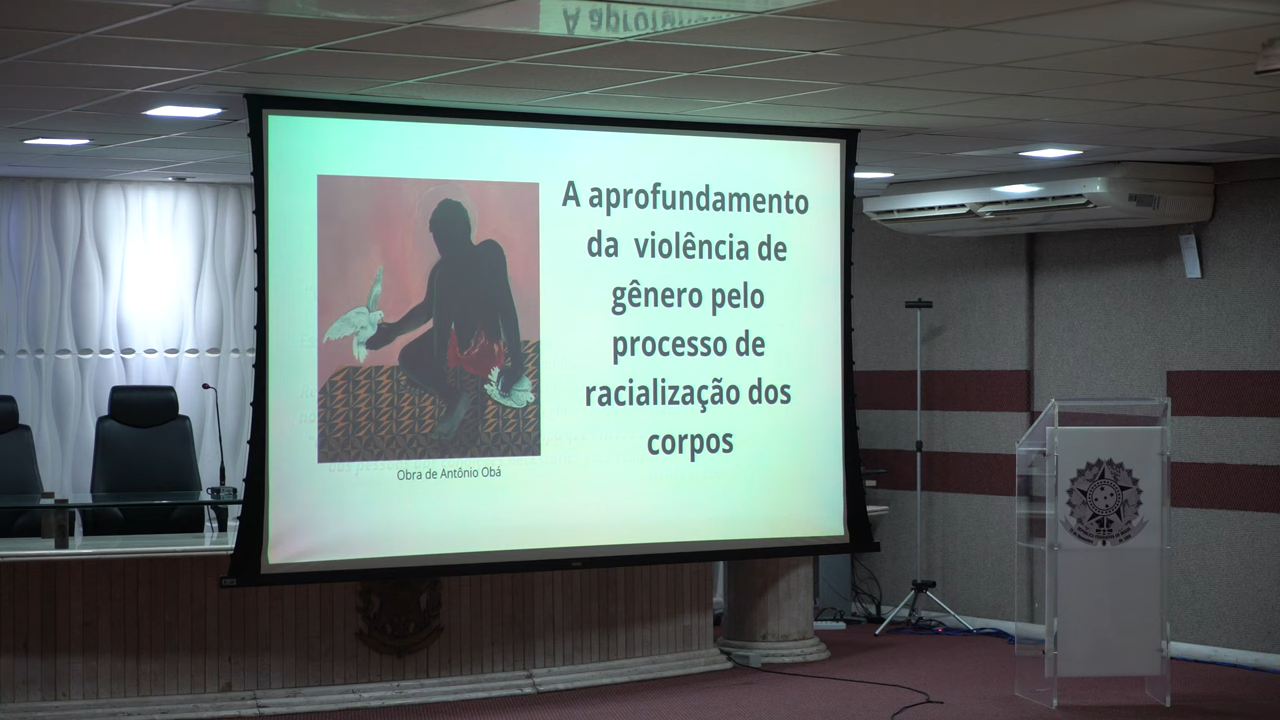 A aprofundamento
da violência de
gênero pelo
processo de
racialização dos
corpos
Obra de Antônio Obá